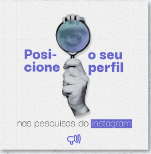 Posi- o seu
cione perfil
nas pesquisas do Instagram